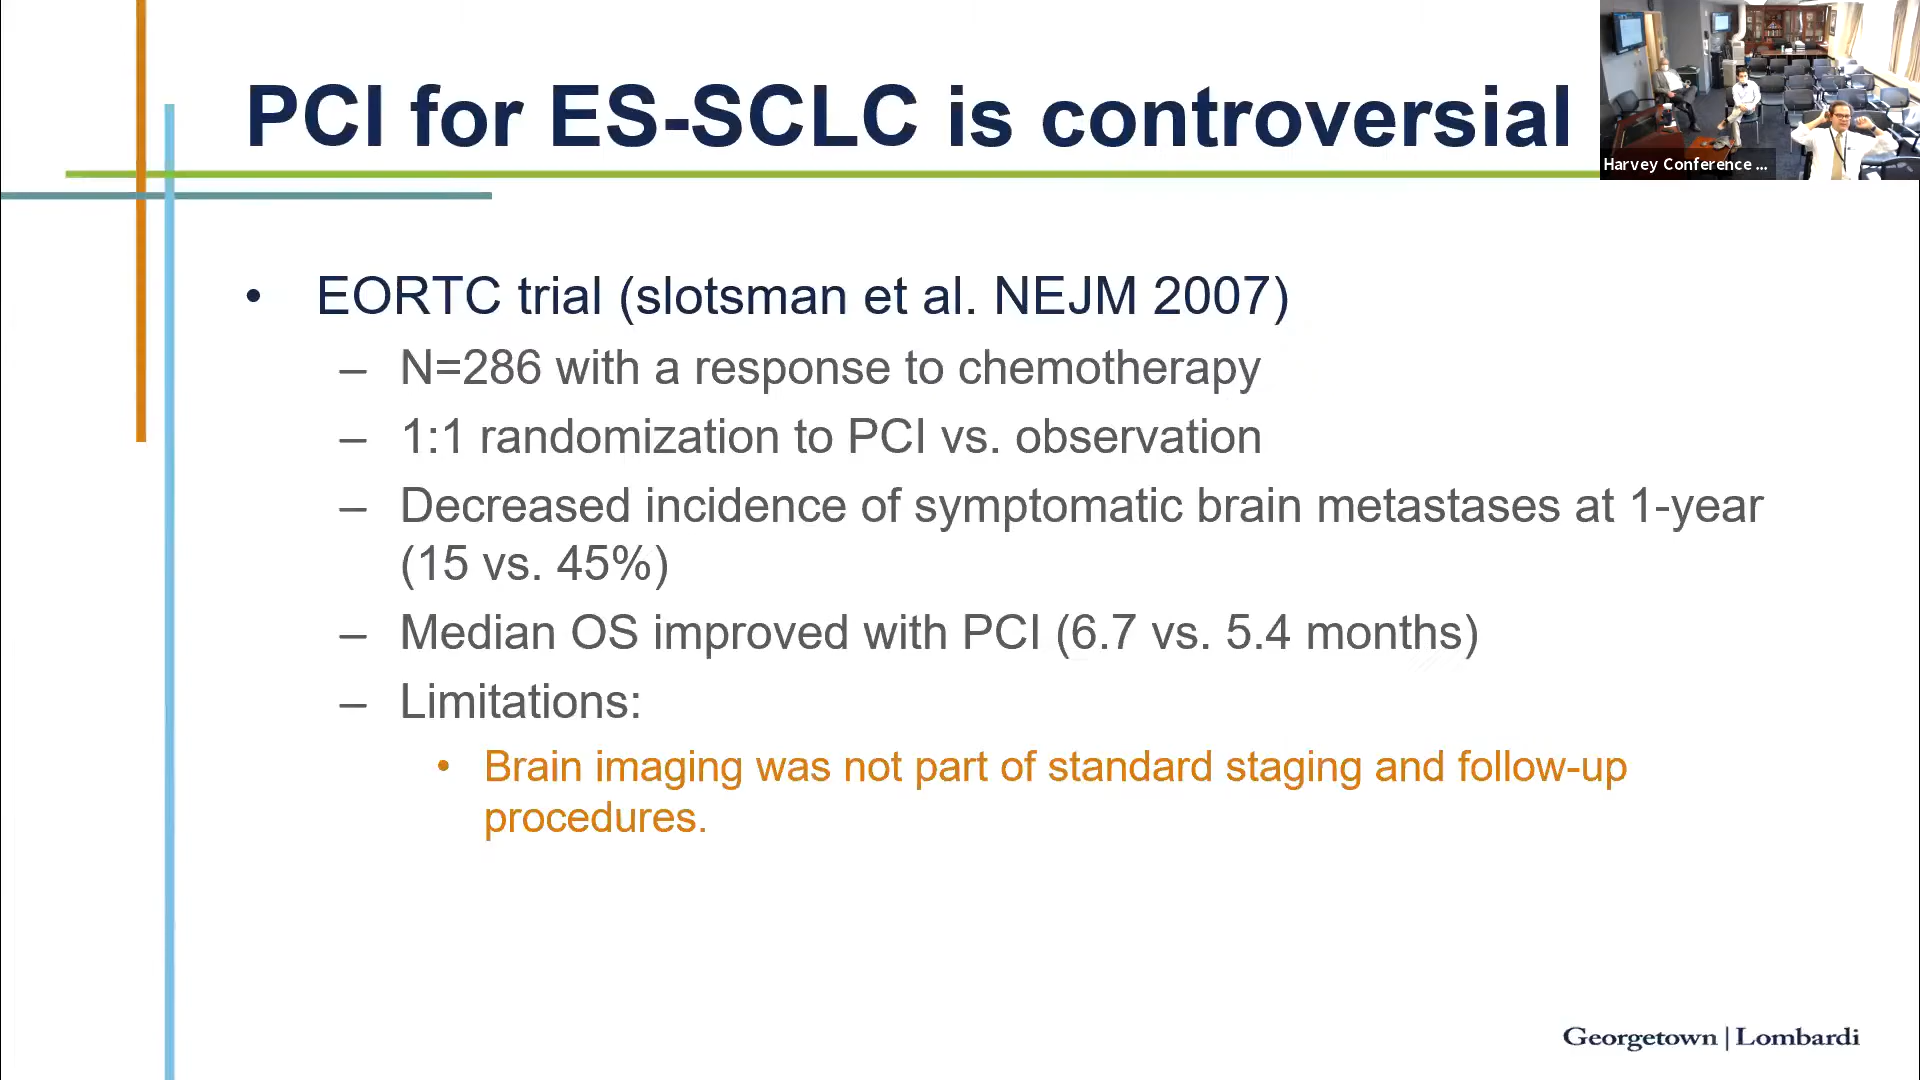 PCI for ES-SCLC is controversial
Harvey Conference ...
• EORTC trial (slotsman et al. NEJM 2007)
– N=286 with a response to chemotherapy
– 1:1 randomization to PCI vs. observation
– Decreased incidence of symptomatic brain metastases at 1-year
(15 vs. 45%)
– Median OS improved with PCI (6.7 vs. 5.4 months)
– Limitations:
• Brain imaging was not part of standard staging and follow-up
procedures.
Georgetown | Lombardi